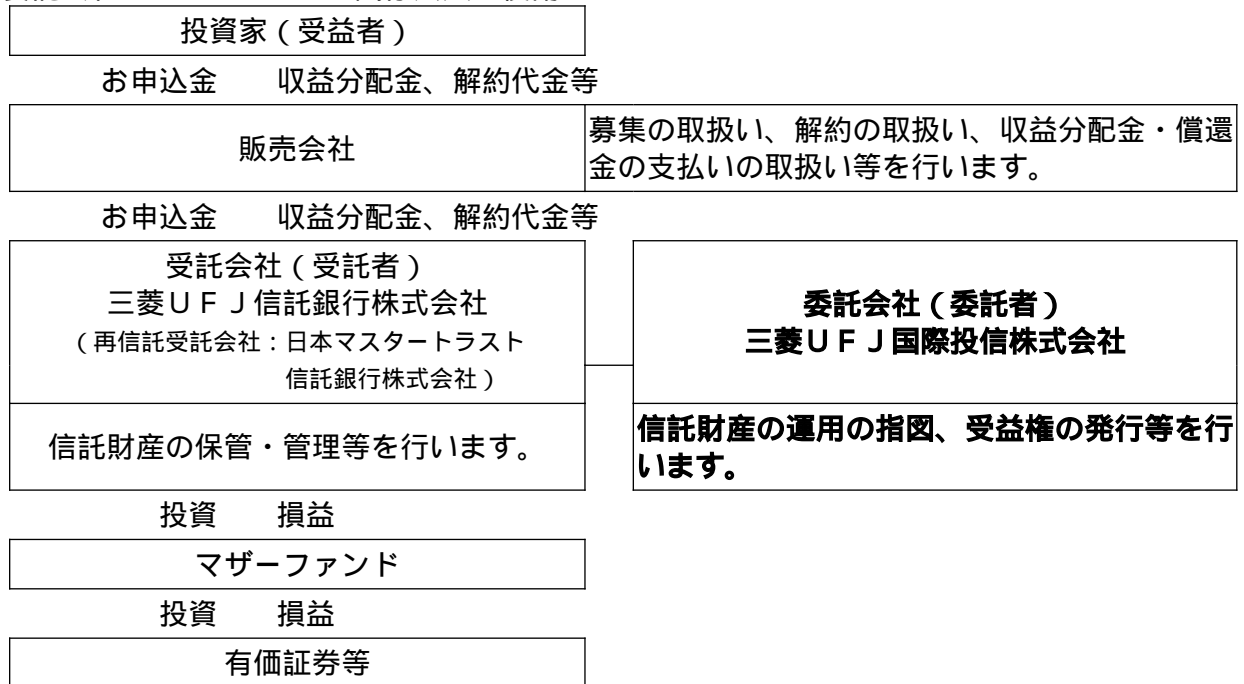 投資家（受益者）
お申込金　収益分配金、解約代金等
販売会社
募集の取扱い、解約の取扱い、収益分配金・償還
金の支払いの取扱い等を行います。
お申込金　収益分配金、解約代金等
受託会社（受託者）
三菱ＵＦＪ信託銀行株式会社
（再信託受託会社：日本マスタートラスト
信託銀行株式会社）
委託会社（委託者）
三菱ＵＦＪ国際投信株式会社
信託財産の保管・管理等を行います。
信託財産の運用の指図、受益権の発行等を行
います。
投資　損益
マザーファンド
投資　損益
有価証券等